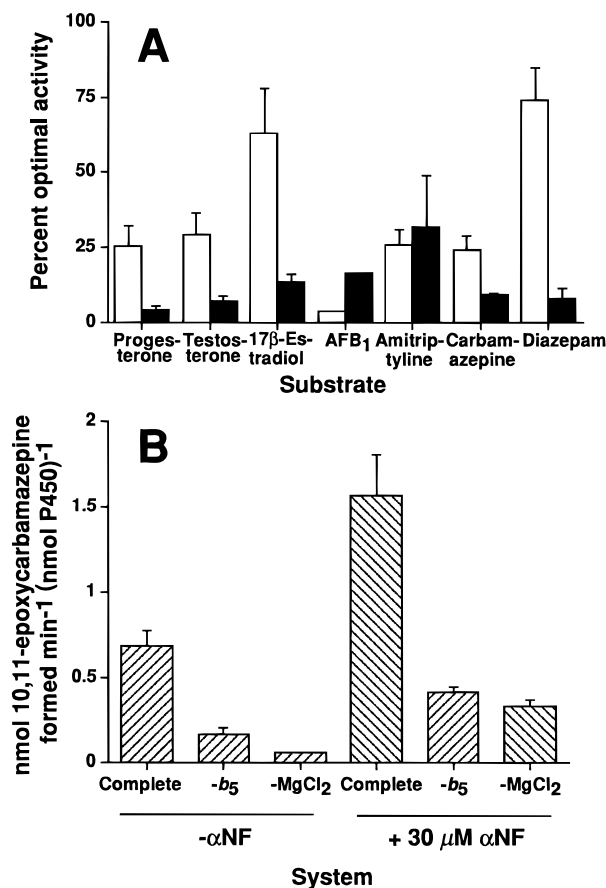 A
Percent optimal activity
100
75
50
25
0
Proges-
terone
Testos-
terone
17β-Es-
tradiol
AFB1
Amitrip-
tyline
Carbam-
azepine
Diazepam
Substrate
B
nmol 10,11-epoxycarbamazepine
formed min-1 (nmol P450)-1
2
1.5
1
0.5
0
Complete
-b5
-MgCl2
Complete
-b5
-MgCl2
-αNF
+ 30 μM αNF
System